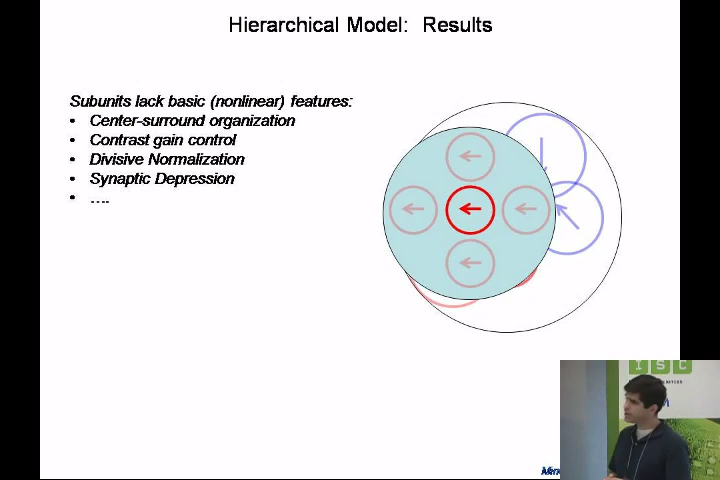 Hierarchical Model: Results
Subunits lack basic (nonlinear) features:
• Center-surround organization
• Contrast gain control
• Divisive Normalization
• Synaptic Depression
• ....
I S C